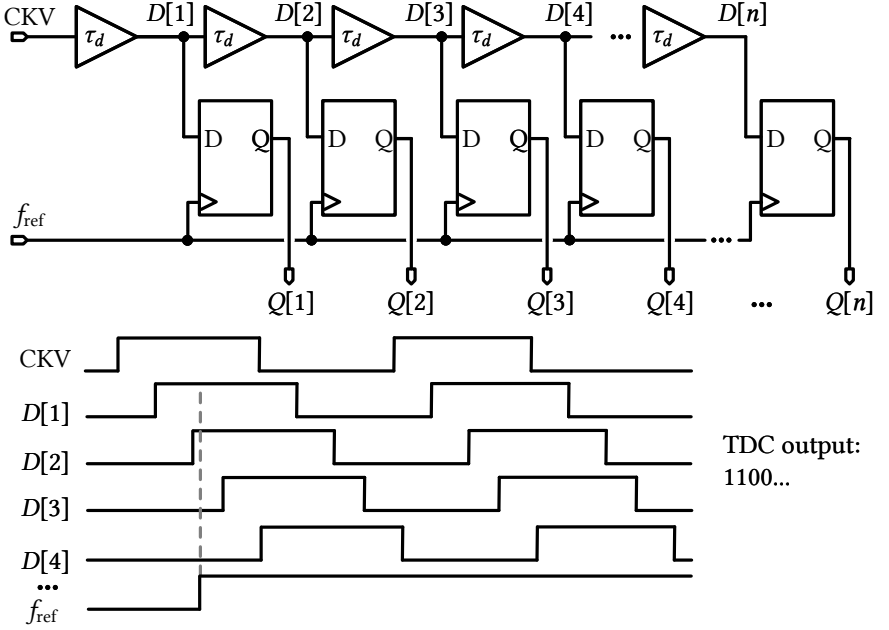 CKV D[1] D[2] D[3] D[4] D[n]
τd τd τd τd ... τd
D Q D Q D Q D Q D Q
fref ...
Q[1] Q[2] Q[3] Q[4] ... Q[n]
CKV
D[1]
D[2]
D[3]
D[4]
...
fref
TDC output:
1100...